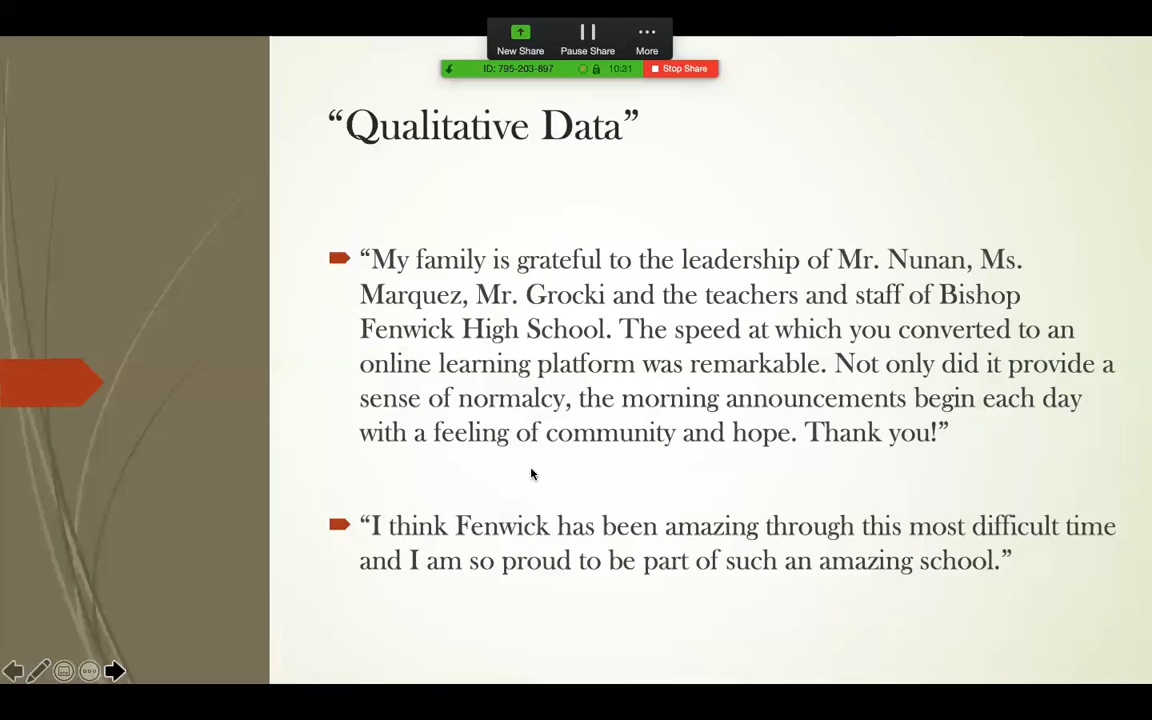 New Share
Pause Share
More
ID: 795-203-897
10:31
Stop Share
“Qualitative Data”
“My family is grateful to the leadership of Mr. Nunan, Ms.
Marquez, Mr. Grocki and the teachers and staff of Bishop
Fenwick High School. The speed at which you converted to an
online learning platform was remarkable. Not only did it provide a
sense of normalcy, the morning announcements begin each day
with a feeling of community and hope. Thank you!”
“I think Fenwick has been amazing through this most difficult time
and I am so proud to be part of such an amazing school.”